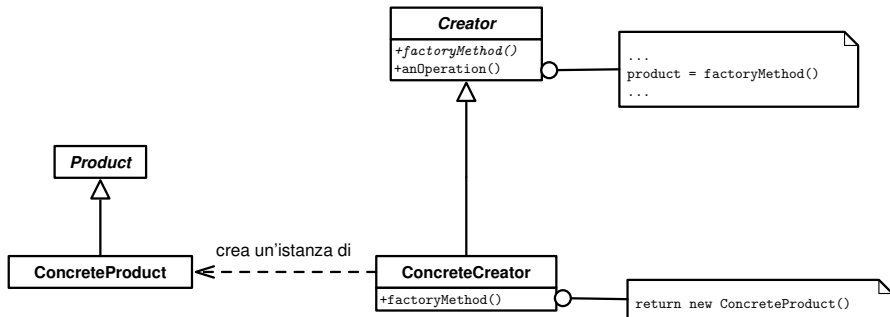 Creator
+factoryMethod()
+anOperation()
...
product = factoryMethod()
...
Product
crea un'istanza di
ConcreteProduct
ConcreteCreator
+factoryMethod()
return new ConcreteProduct()